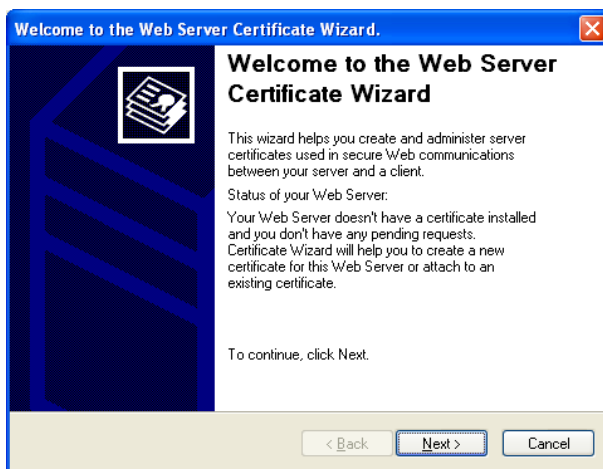 Welcome to the Web Server Certificate Wizard.
Welcome to the Web Server
Certificate Wizard
This wizard helps you create and administer server
certificates used in secure Web communications
between your server and a client.
Status of your Web Server:
Your Web Server doesn't have a certificate installed
and you don't have any pending requests.
Certificate Wizard will help you to create a new
certificate for this Web Server or attach to an
existing certificate.
To continue, click Next.
< Back Next > Cancel